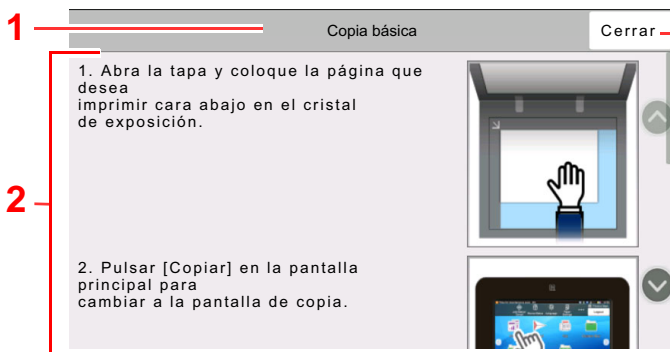 1
Copia básica
Cerrar
2
1. Abra la tapa y coloque la página que
desea
imprimir cara abajo en el cristal
de exposición.
2. Pulsar [Copiar] en la pantalla
principal para
cambiar a la pantalla de copia.